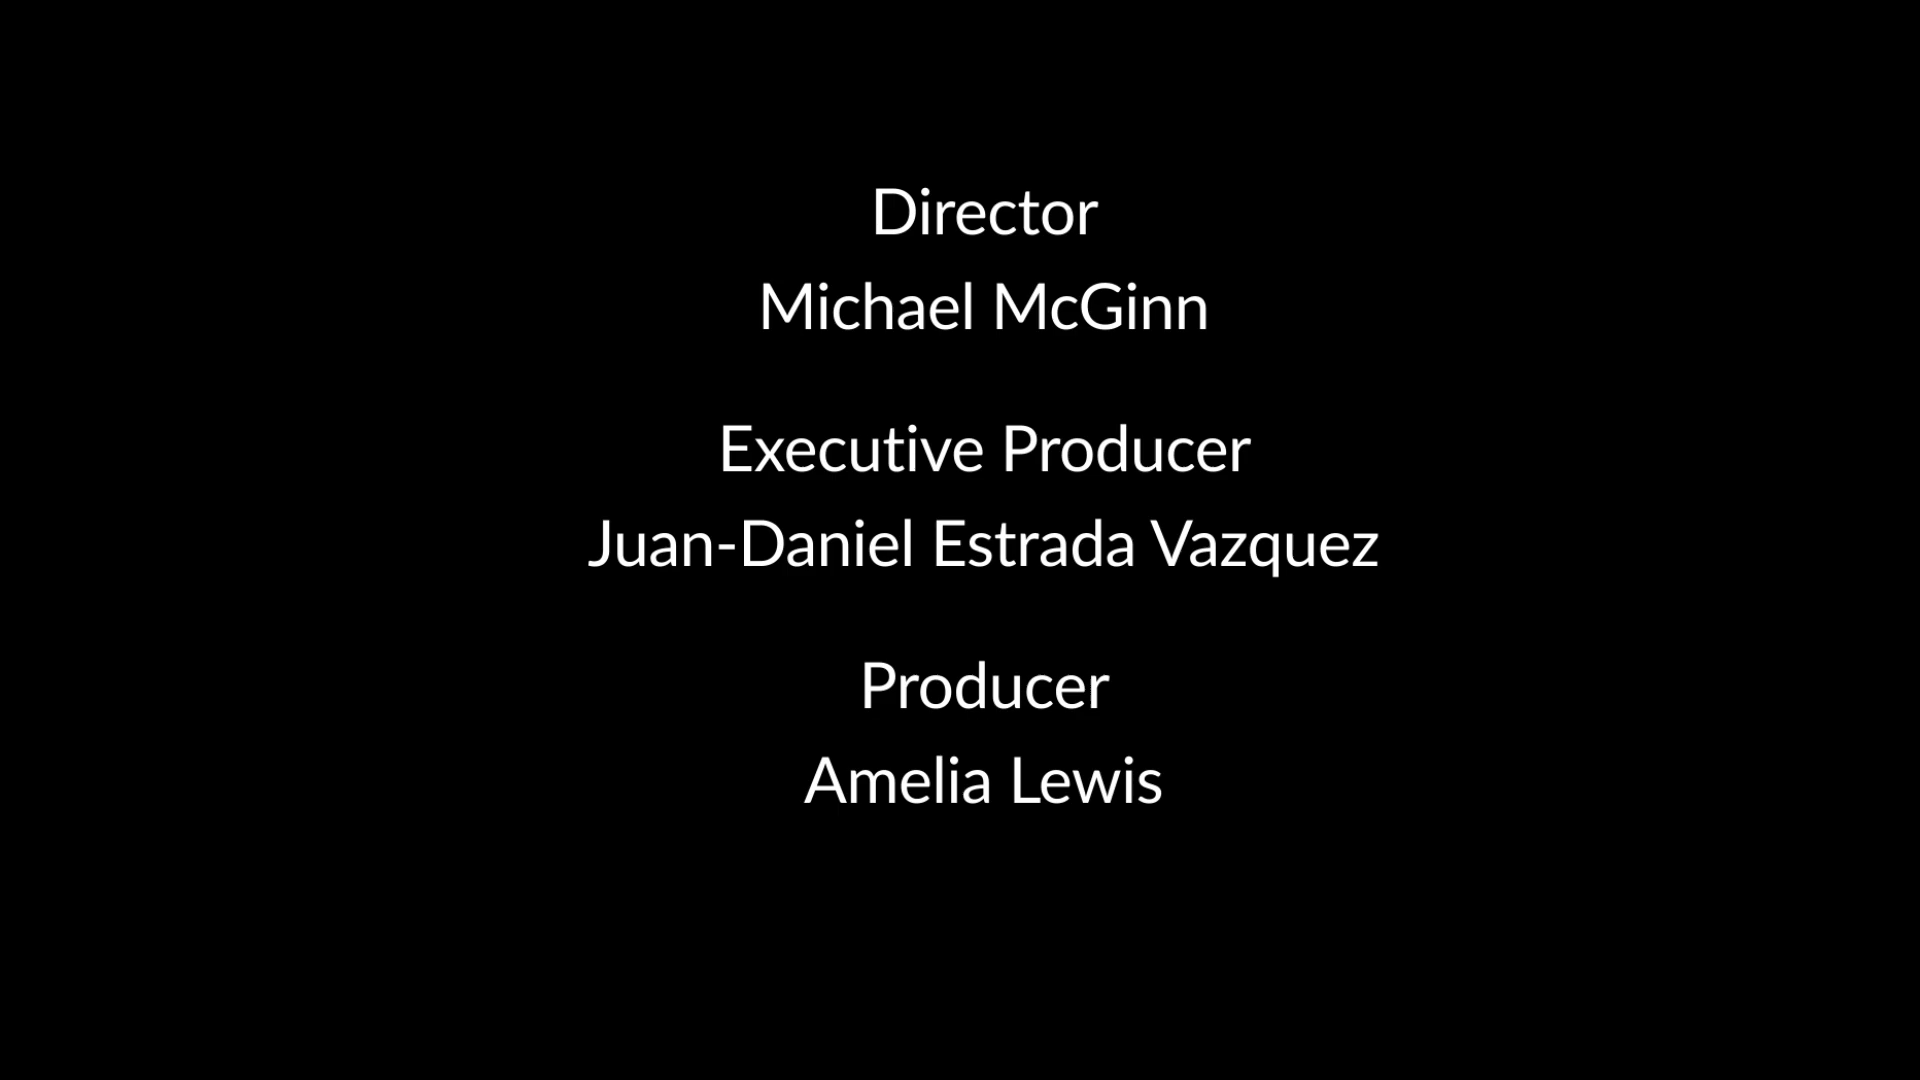 Director
Michael McGinn
Executive Producer
Juan-Daniel Estrada Vazquez
Producer
Amelia Lewis